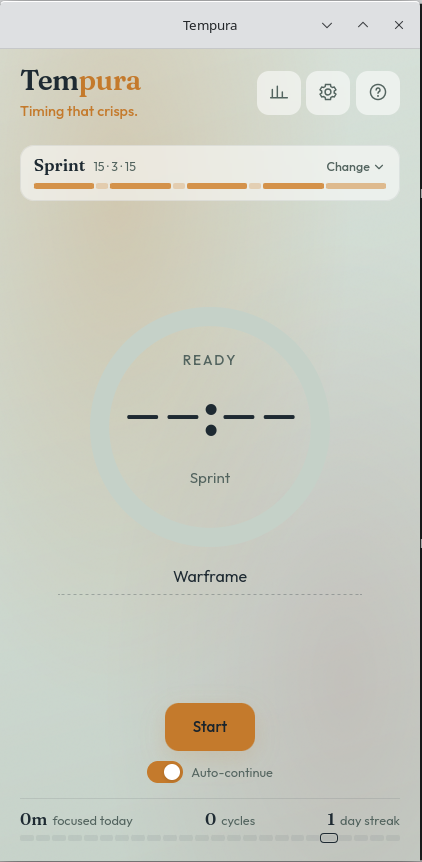 Tempura
Tempura
Timing that crisps.
Sprint 15·3·15 Change
READY
— — : — —
Sprint
Warframe
Start
Auto-continue
0m focused today 0 cycles 1 day streak